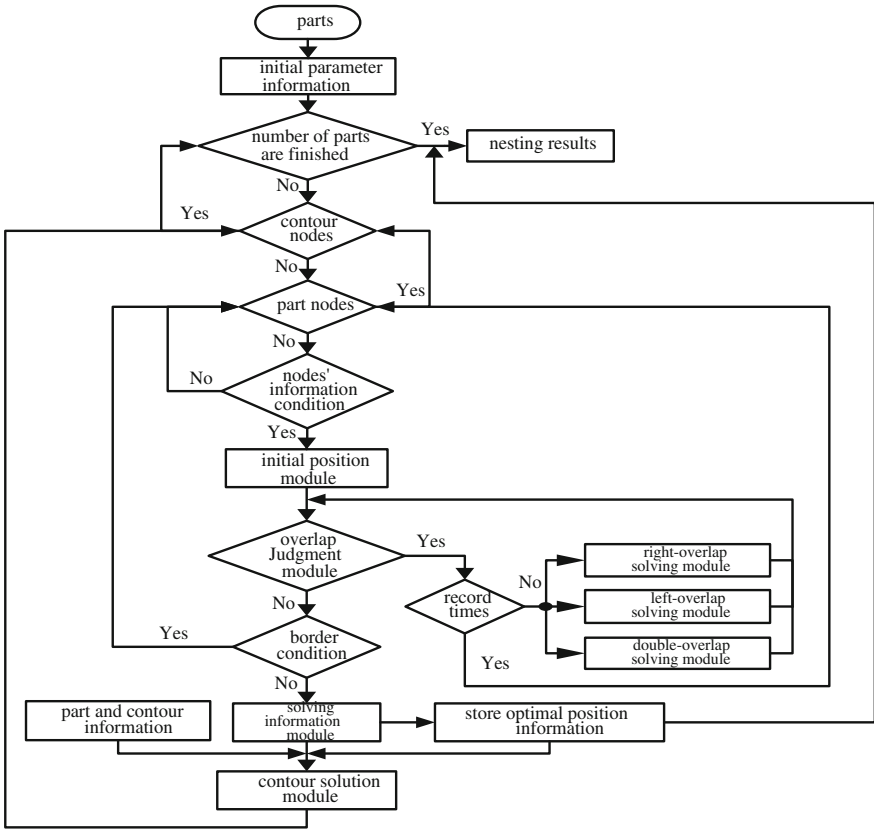 parts
initial parameter
information
number of parts
are finished
Yes
nesting results
No
Yes
contour
nodes
No
part nodes
Yes
No
nodes'
information
condition
No
Yes
initial position
module
overlap
Judgment
module
Yes
No
record
times
No
right-overlap
solving module
left-overlap
solving module
double-overlap
solving module
Yes
border
condition
Yes
No
part and contour
information
solving
information
module
store optimal position
information
contour solution
module